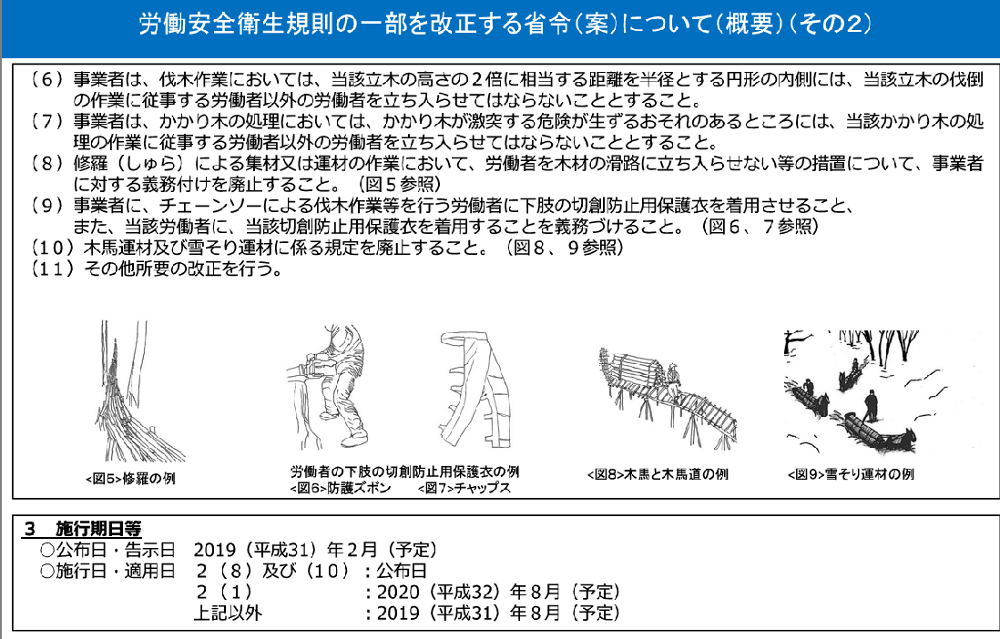 労働安全衛生規則の一部を改正する省令(案)について(概要)(その2)
（６）事業者は、伐木作業においては、当該立木の高さの２倍に相当する距離を半径とする円形の内側には、当該立木の伐倒
の作業に従事する労働者以外の労働者を立ち入らせてはならないこととすること。
（７）事業者は、かかり木の処理においては、かかり木が激突する危険が生ずるおそれのあるところには、当該かかり木の処
理の作業に従事する労働者以外の労働者を立ち入らせてはならないこととすること。
（８）修羅（しゅら）による集材又は運材の作業において、労働者を木材の滑路に立ち入らせない等の措置について、事業者
に対する義務付けを廃止すること。（図５参照）
（９）事業者に、チェーンソーによる伐木作業等を行う労働者に下肢の切創防止用保護衣を着用させること、
また、当該労働者に、当該切創防止用保護衣を着用することを義務づけること。（図６、７参照）
（１０）木馬運材及び雪そり運材に係る規定を廃止すること。（図８、９参照）
（１１）その他所要の改正を行う。
<図5>修羅の例
労働者の下肢の切創防止用保護衣の例
<図6>防護ズボン <図7>チャップス
<図8>木馬と木馬道の例
<図9>雪そり運材の例
３ 施行期日等
○公布日・告示日 2019（平成31）年２月（予定）
○施行日・適用日 ２（８）及び（１０）：公布日
２（１） ：2020（平成32）年８月（予定）
上記以外 ：2019（平成31）年８月（予定）